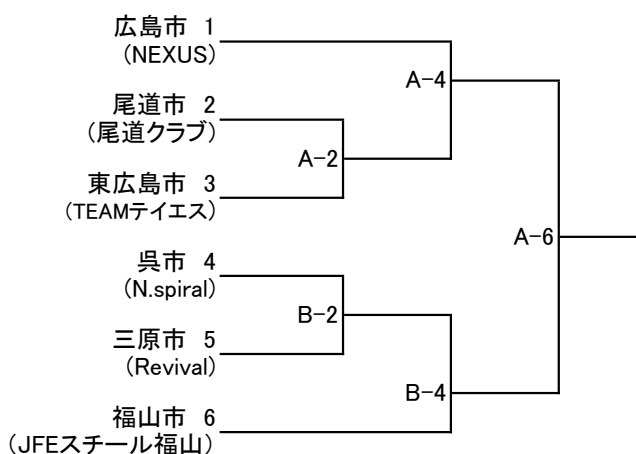 広島市 1
(NEXUS)
A-4
尾道市 2
(尾道クラブ)
A-2
東広島市 3
(TEAMテイエス)
A-6
呉市 4
(N.spiral)
B-2
三原市 5
(Revival)
B-4
福山市 6
(JFEスチール福山)